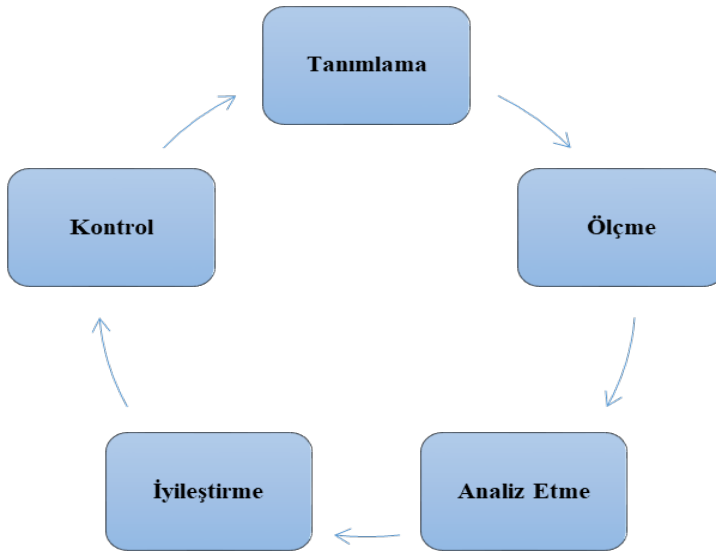 Tanımlama
Ölçme
Analiz Etme
İyileştirme
Kontrol